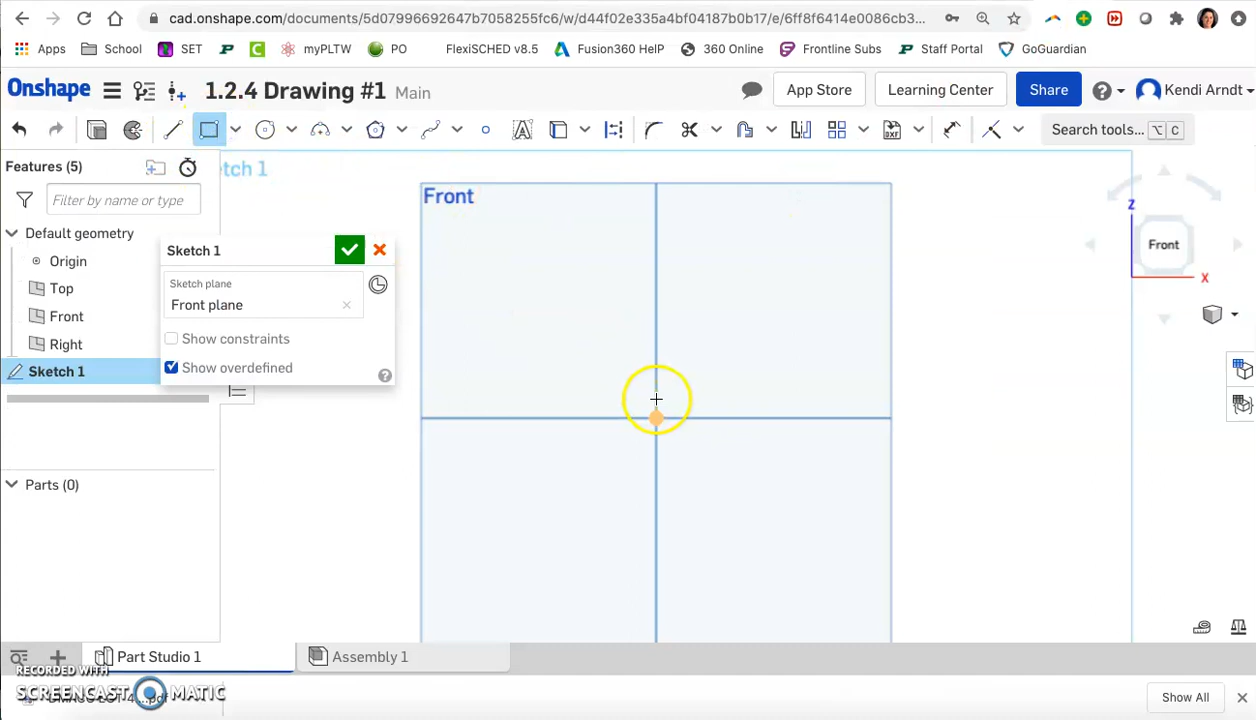 cad.onshape.com/documents/5d07996692647b7058255fc6/w/d44f02e335a4bf04187b0b17/e/6ff8f6414e0086cb3...
Apps School SET myPLTW PO FlexiSCHED v8.5 Fusion360 HelP 360 Online Frontline Subs Staff Portal GoGuardian
Onshape 1.2.4 Drawing #1 Main App Store Learning Center Share Kendi Arndt
Search tools... C
Features (5)
tch 1
Filter by name or type
Front
Default geometry
Z
Sketch 1
Front
Origin
X
Sketch plane
Top
Front plane
Front
Show constraints
Right
Show overdefined
Sketch 1
Parts (0)
Part Studio 1
Assembly 1
RECORDED WITH
SCREENCAST MATIC
.pdf
Show All